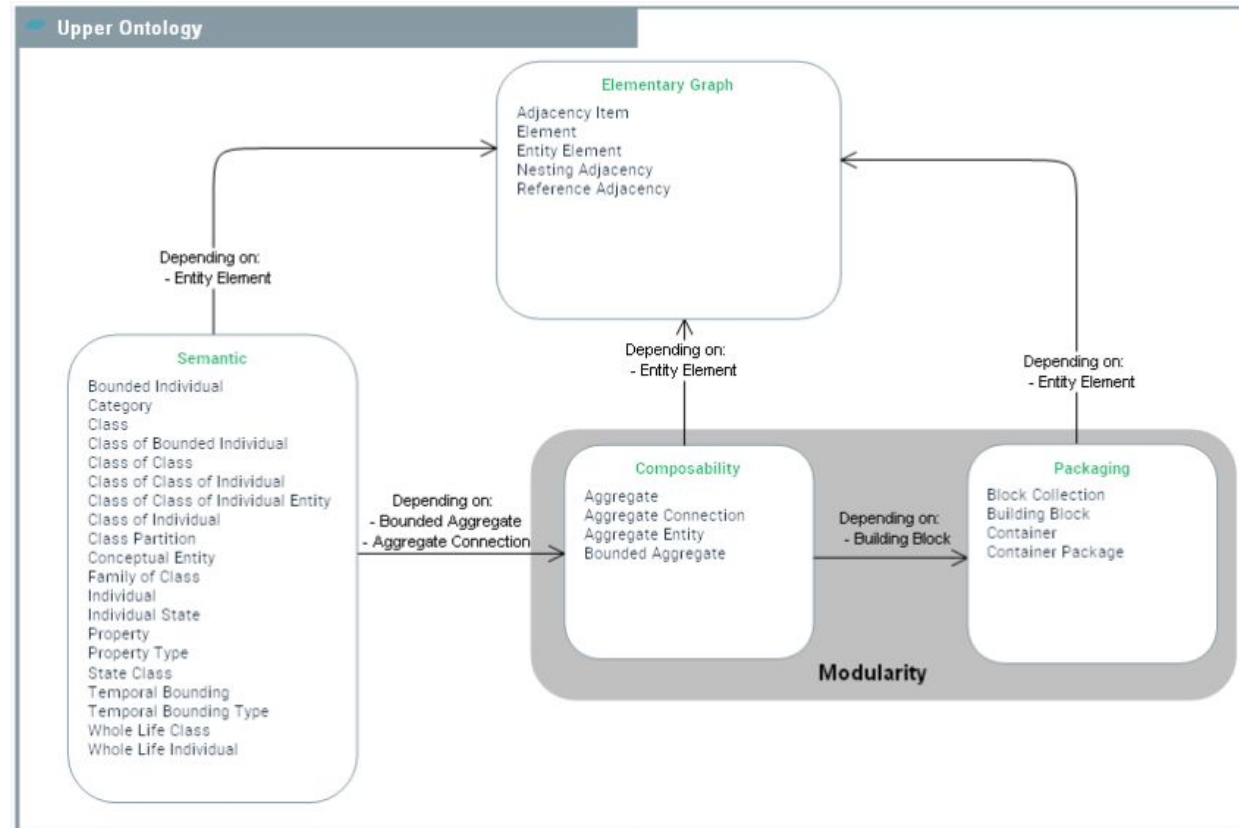 Upper Ontology
Elementary Graph
Adjacency Item
Element
Entity Element
Nesting Adjacency
Reference Adjacency
Depending on:
- Entity Element
Semantic
Bounded Individual
Category
Class
Class of Bounded Individual
Class of Class
Class of Class of Individual
Class of Class of Individual Entity
Class of Individual
Class Partition
Conceptual Entity
Family of Class
Individual
Individual State
Property
Property Type
State Class
Temporal Bounding
Temporal Bounding Type
Whole Life Class
Whole Life Individual
Depending on:
- Bounded Aggregate
- Aggregate Connection
Depending on:
- Entity Element
Composability
Aggregate
Aggregate Connection
Aggregate Entity
Bounded Aggregate
Depending on:
- Building Block
Depending on:
- Entity Element
Packaging
Block Collection
Building Block
Container
Container Package
Modularity